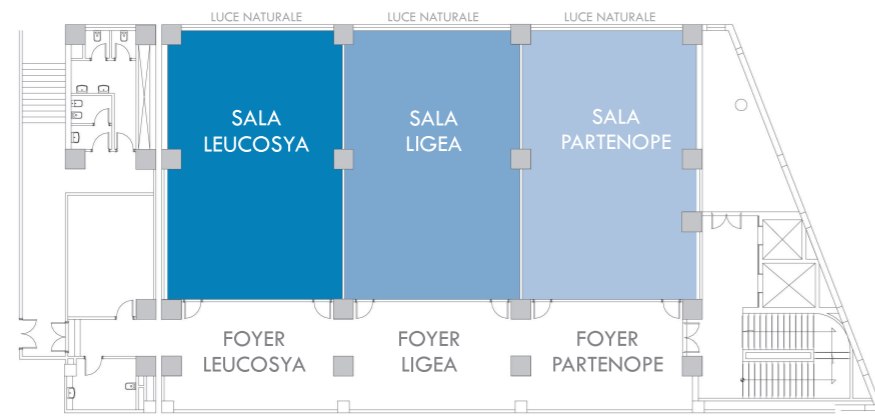 LUCE NATURALE
LUCE NATURALE
LUCE NATURALE
SALA
LEUCOSYA
SALA
LIGEA
SALA
PARTENOPE
FOYER
LEUCOSYA
FOYER
LIGEA
FOYER
PARTENOPE